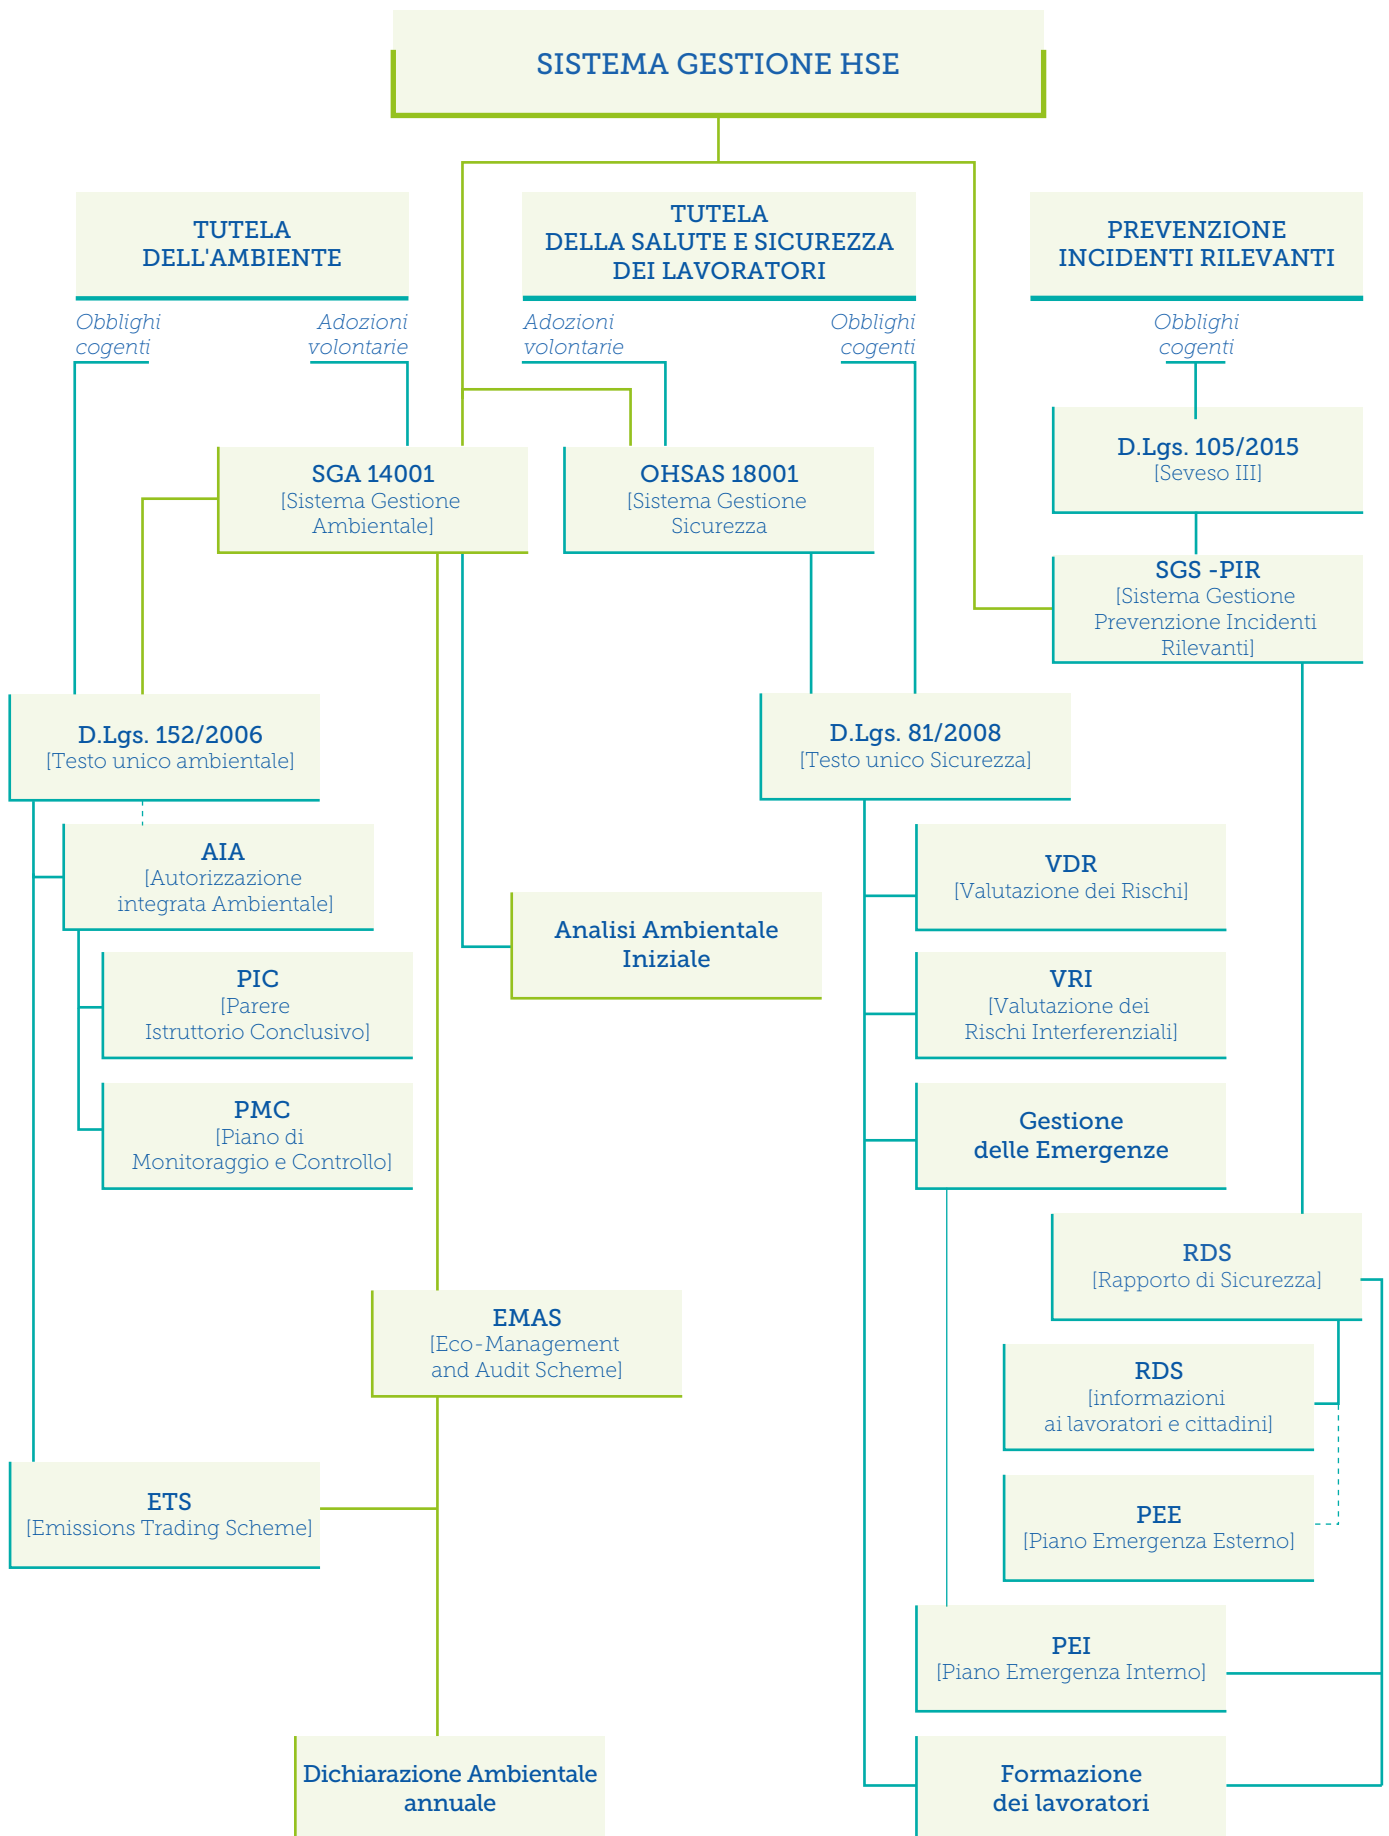 SISTEMA GESTIONE HSE
TUTELA
DELL'AMBIENTE
Obblighi
cogenti
Adozioni
volontarie
TUTELA
DELLA SALUTE E SICUREZZA
DEI LAVORATORI
Adozioni
volontarie
Obblighi
cogenti
PREVENZIONE
INCIDENTI RILEVANTI
Obblighi
cogenti
SGA 14001
[Sistema Gestione
Ambientale]
OHSAS 18001
[Sistema Gestione
Sicurezza
D.Lgs. 105/2015
[Seveso III]
SGS -PIR
[Sistema Gestione
Prevenzione Incidenti
Rilevanti]
D.Lgs. 152/2006
[Testo unico ambientale]
D.Lgs. 81/2008
[Testo unico Sicurezza]
AIA
[Autorizzazione
integrata Ambientale]
PIC
[Parere
Istruttorio Conclusivo]
PMC
[Piano di
Monitoraggio e Controllo]
Analisi Ambientale
Iniziale
VDR
[Valutazione dei Rischi]
VRI
[Valutazione dei
Rischi Interferenziali]
Gestione
delle Emergenze
RDS
[Rapporto di Sicurezza]
EMAS
[Eco-Management
and Audit Scheme]
RDS
[informazioni
ai lavoratori e cittadini]
ETS
[Emissions Trading Scheme]
PEE
[Piano Emergenza Esterno]
PEI
[Piano Emergenza Interno]
Dichiarazione Ambientale
annuale
Formazione
dei lavoratori